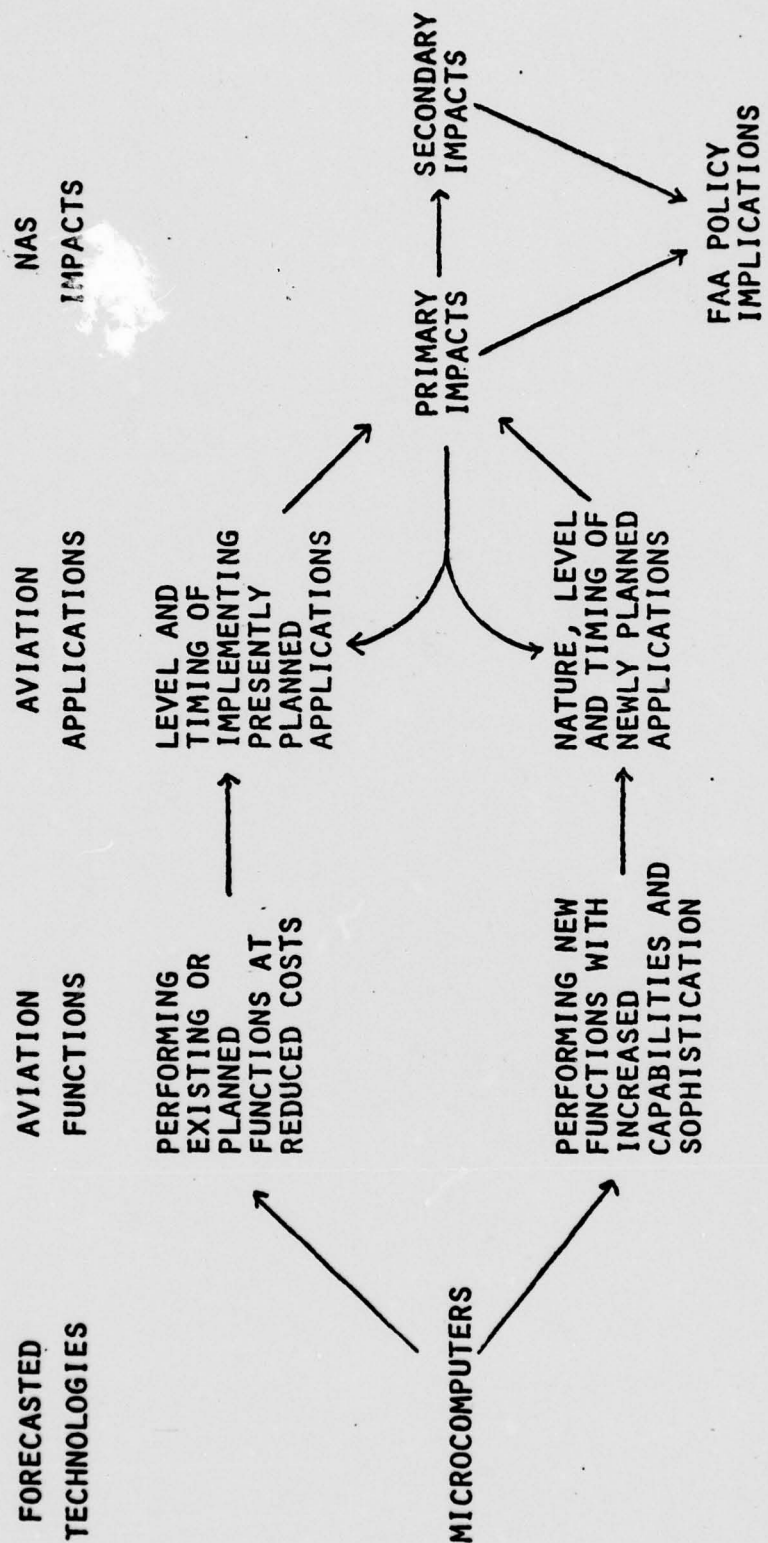 FORECASTED
TECHNOLOGIES
AVIATION
FUNCTIONS
AVIATION
APPLICATIONS
NAS
IMPACTS
MICROCOMPUTERS
PERFORMING
EXISTING OR
PLANNED
FUNCTIONS AT
REDUCED COSTS
LEVEL AND
TIMING OF
IMPLEMENTING
PRESENTLY
PLANNED
APPLICATIONS
PERFORMING NEW
FUNCTIONS WITH
INCREASED
CAPABILITIES AND
SOPHISTICATION
NATURE, LEVEL
AND TIMING OF
NEWLY PLANNED
APPLICATIONS
PRIMARY
IMPACTS
SECONDARY
IMPACTS
FAA POLICY
IMPLICATIONS